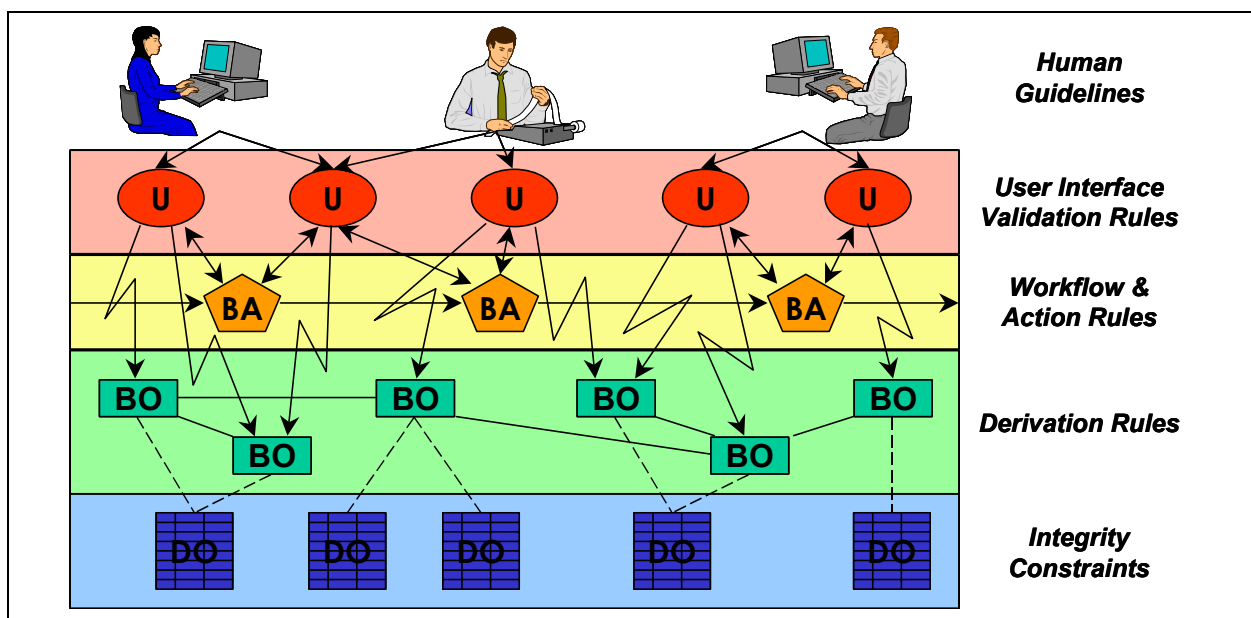 Human
Guidelines
U U U U U
User Interface
Validation Rules
BA BA BA
Workflow &
Action Rules
BO BO BO BO
BO BO
Derivation Rules
DO DO DO DO DO
Integrity
Constraints